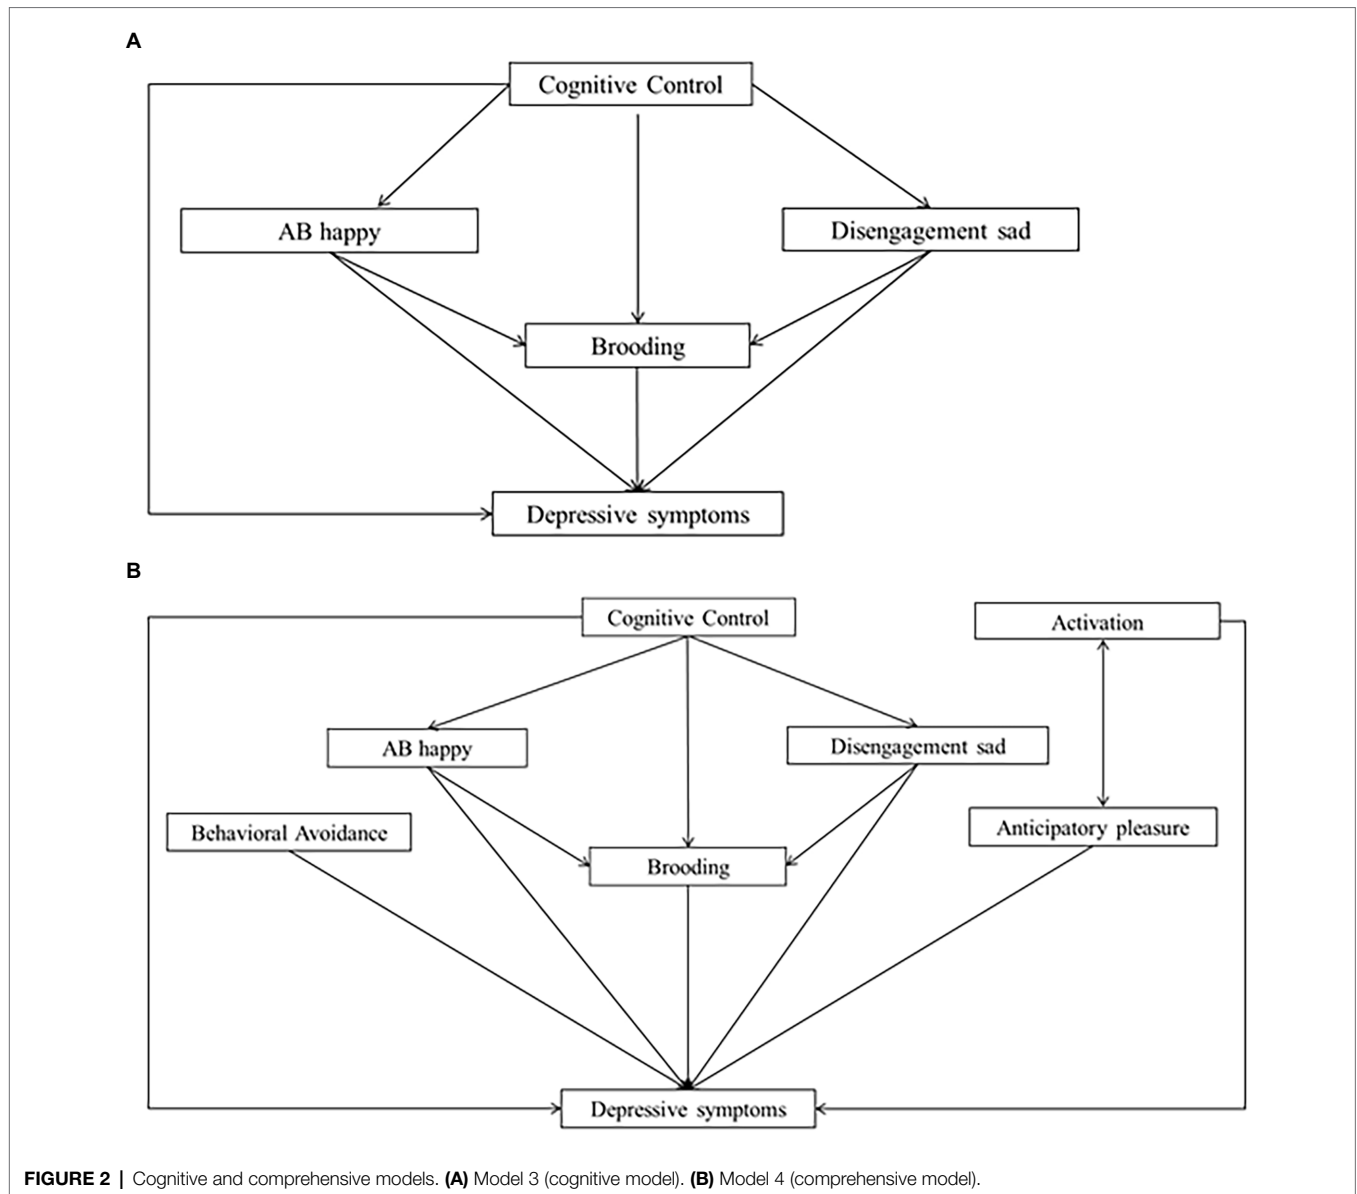 A
Cognitive Control
AB happy
Disengagement sad
Brooding
Depressive symptoms
B
Cognitive Control
Activation
AB happy
Disengagement sad
Behavioral Avoidance
Anticipatory pleasure
Brooding
Depressive symptoms
FIGURE 2 | Cognitive and comprehensive models. (A) Model 3 (cognitive model). (B) Model 4 (comprehensive model).